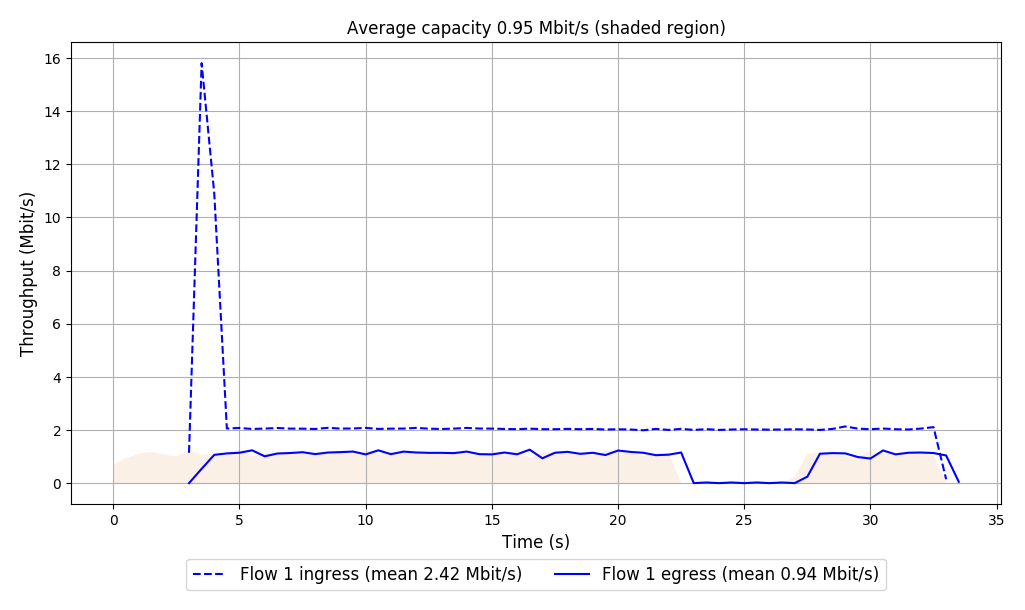 Average capacity 0.95 Mbit/s (shaded region)
16
14
12
10
8
6
4
2
0
Throughput (Mbit/s)
0 5 10 15 20 25 30 35
Time (s)
Flow 1 ingress (mean 2.42 Mbit/s) Flow 1 egress (mean 0.94 Mbit/s)